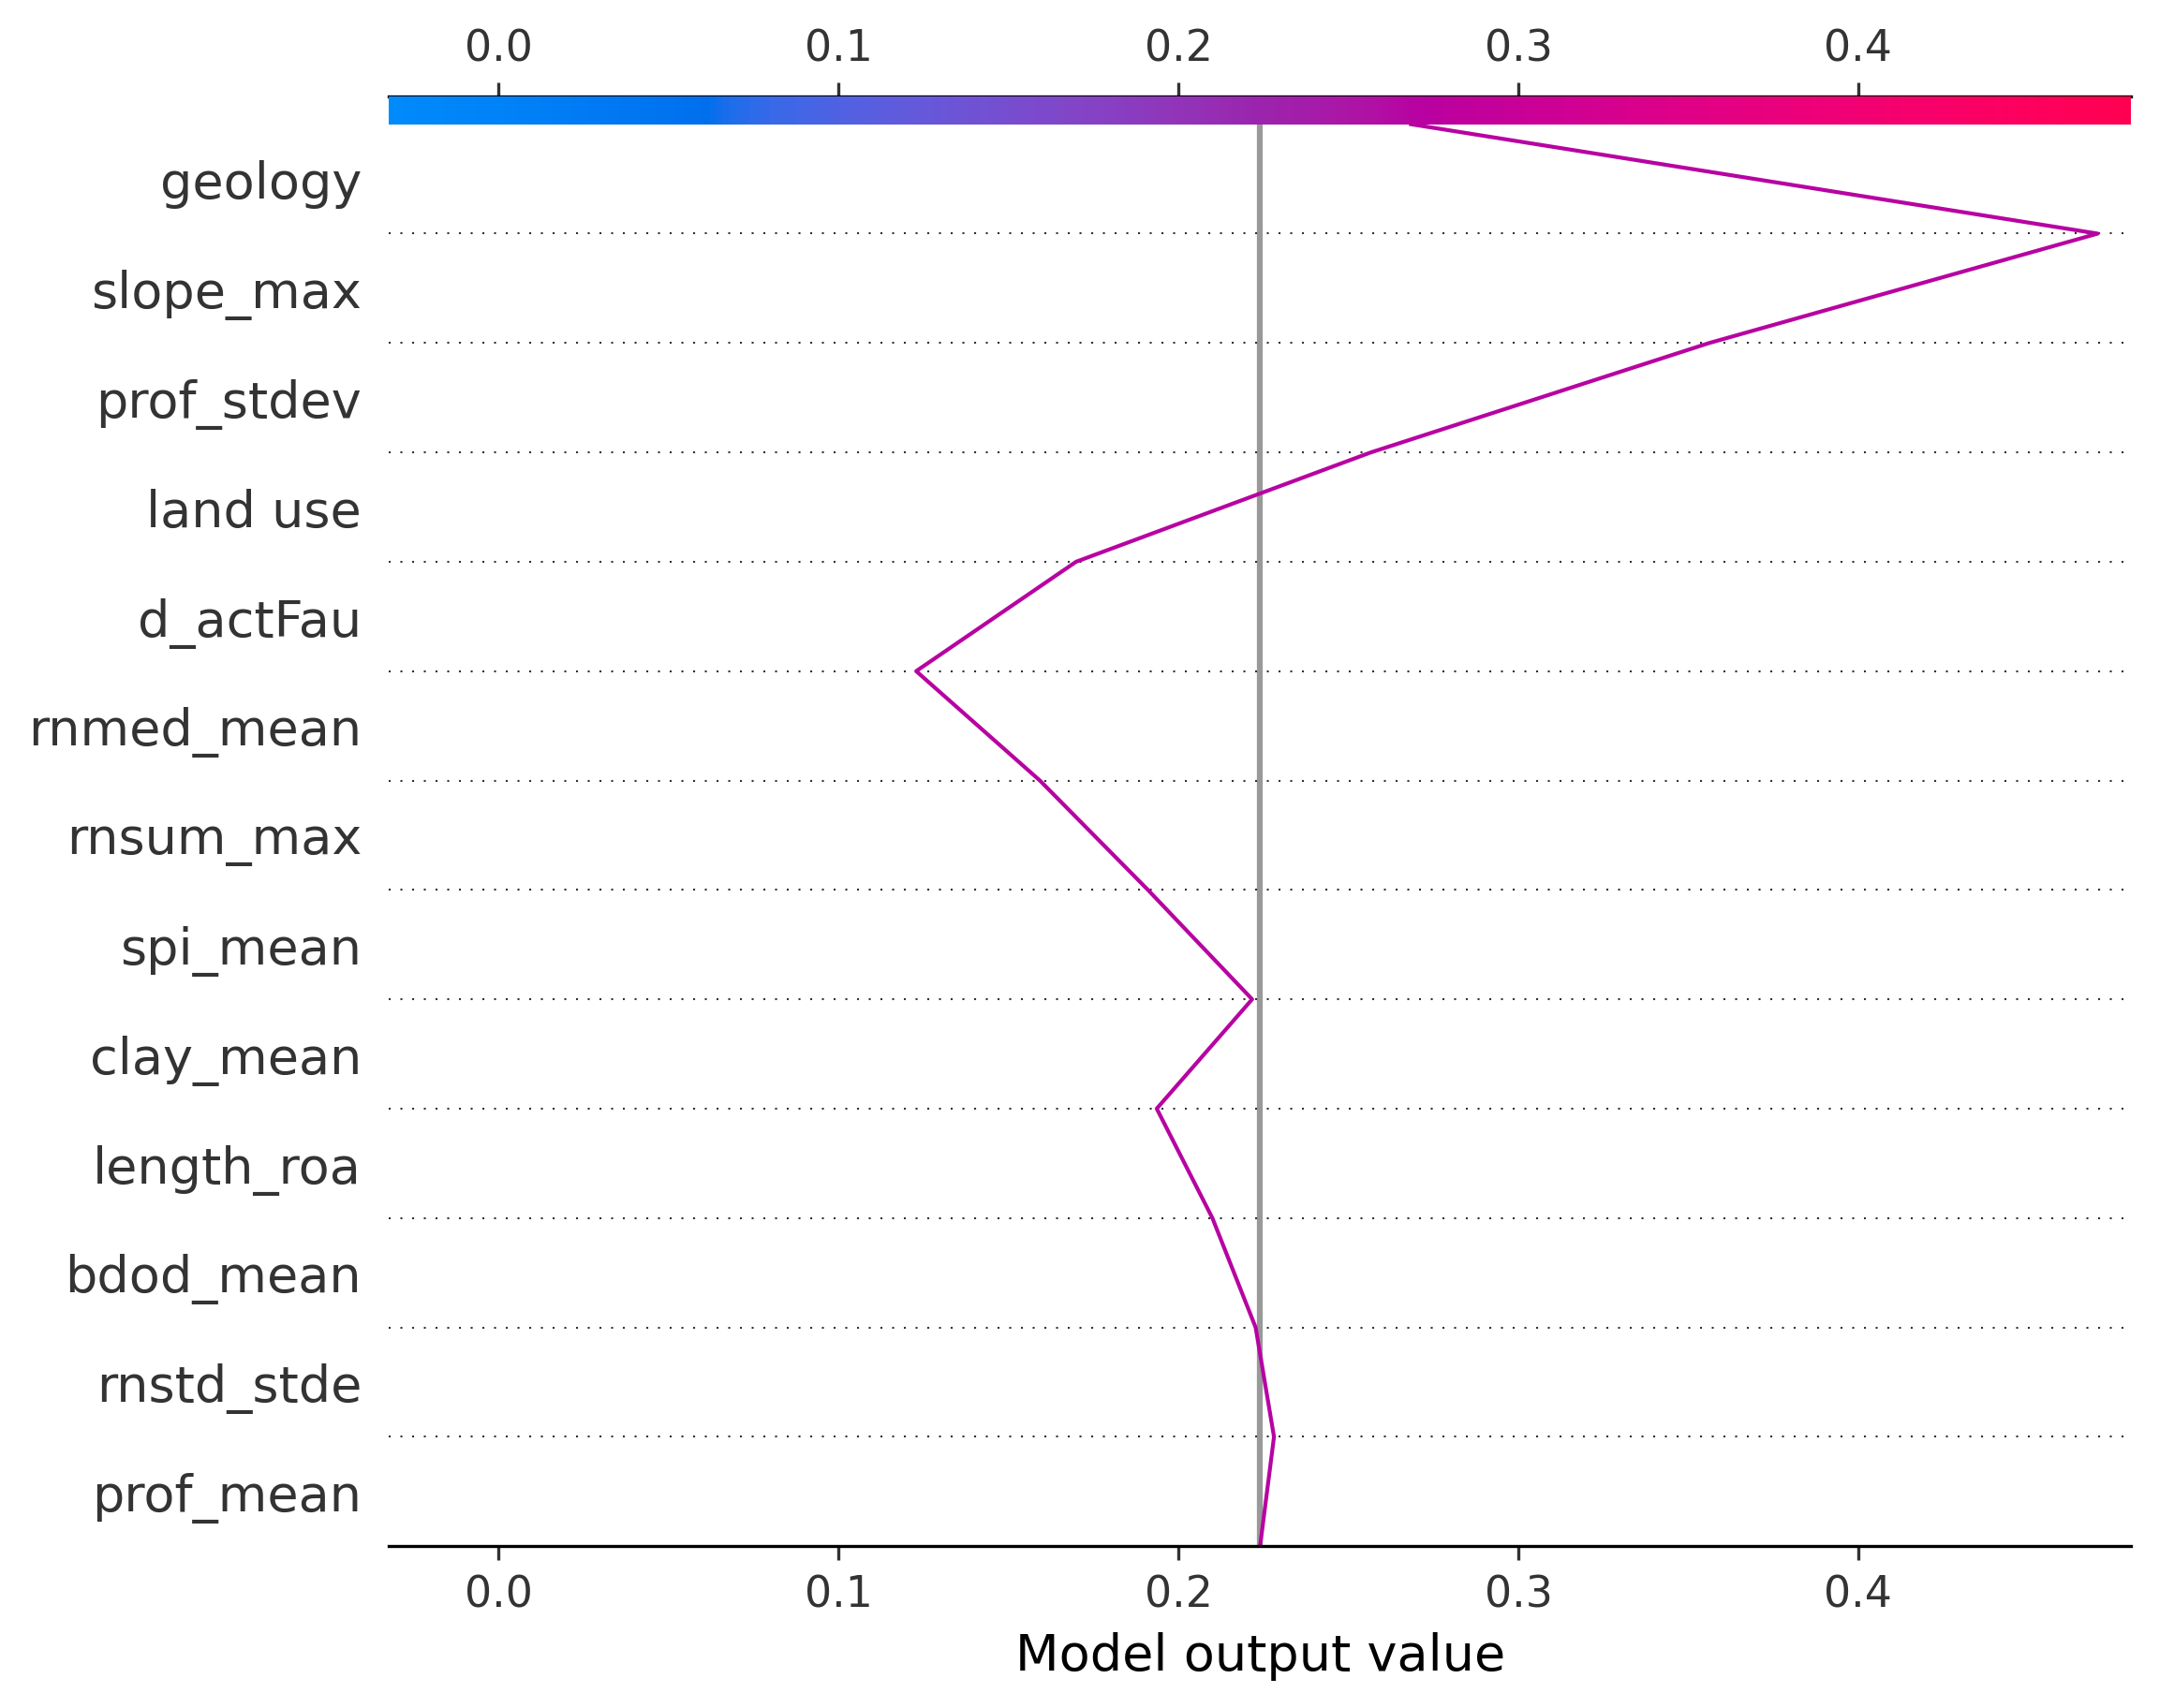 0.0 0.1 0.2 0.3 0.4
geology
slope_max
prof_stdev
land use
d_actFau
rnmed_mean
rnsum_max
spi_mean
clay_mean
length_roa
bdod_mean
rnstd_stde
prof_mean
0.0 0.1 0.2 0.3 0.4
Model output value